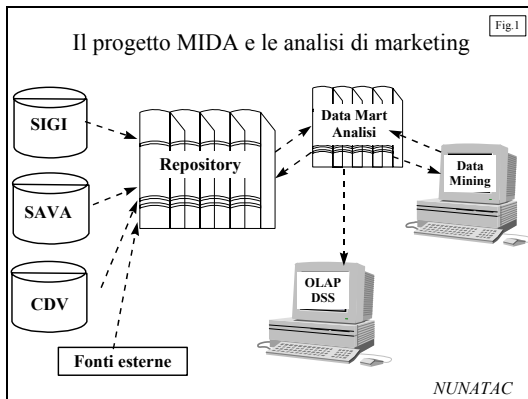 Fig.1
Il progetto MIDA e le analisi di marketing
SIGI
SAVA
CDV
Fonti esterne
Repository
Data Mart
Analisi
Data
Mining
OLAP
DSS
NUNATAC